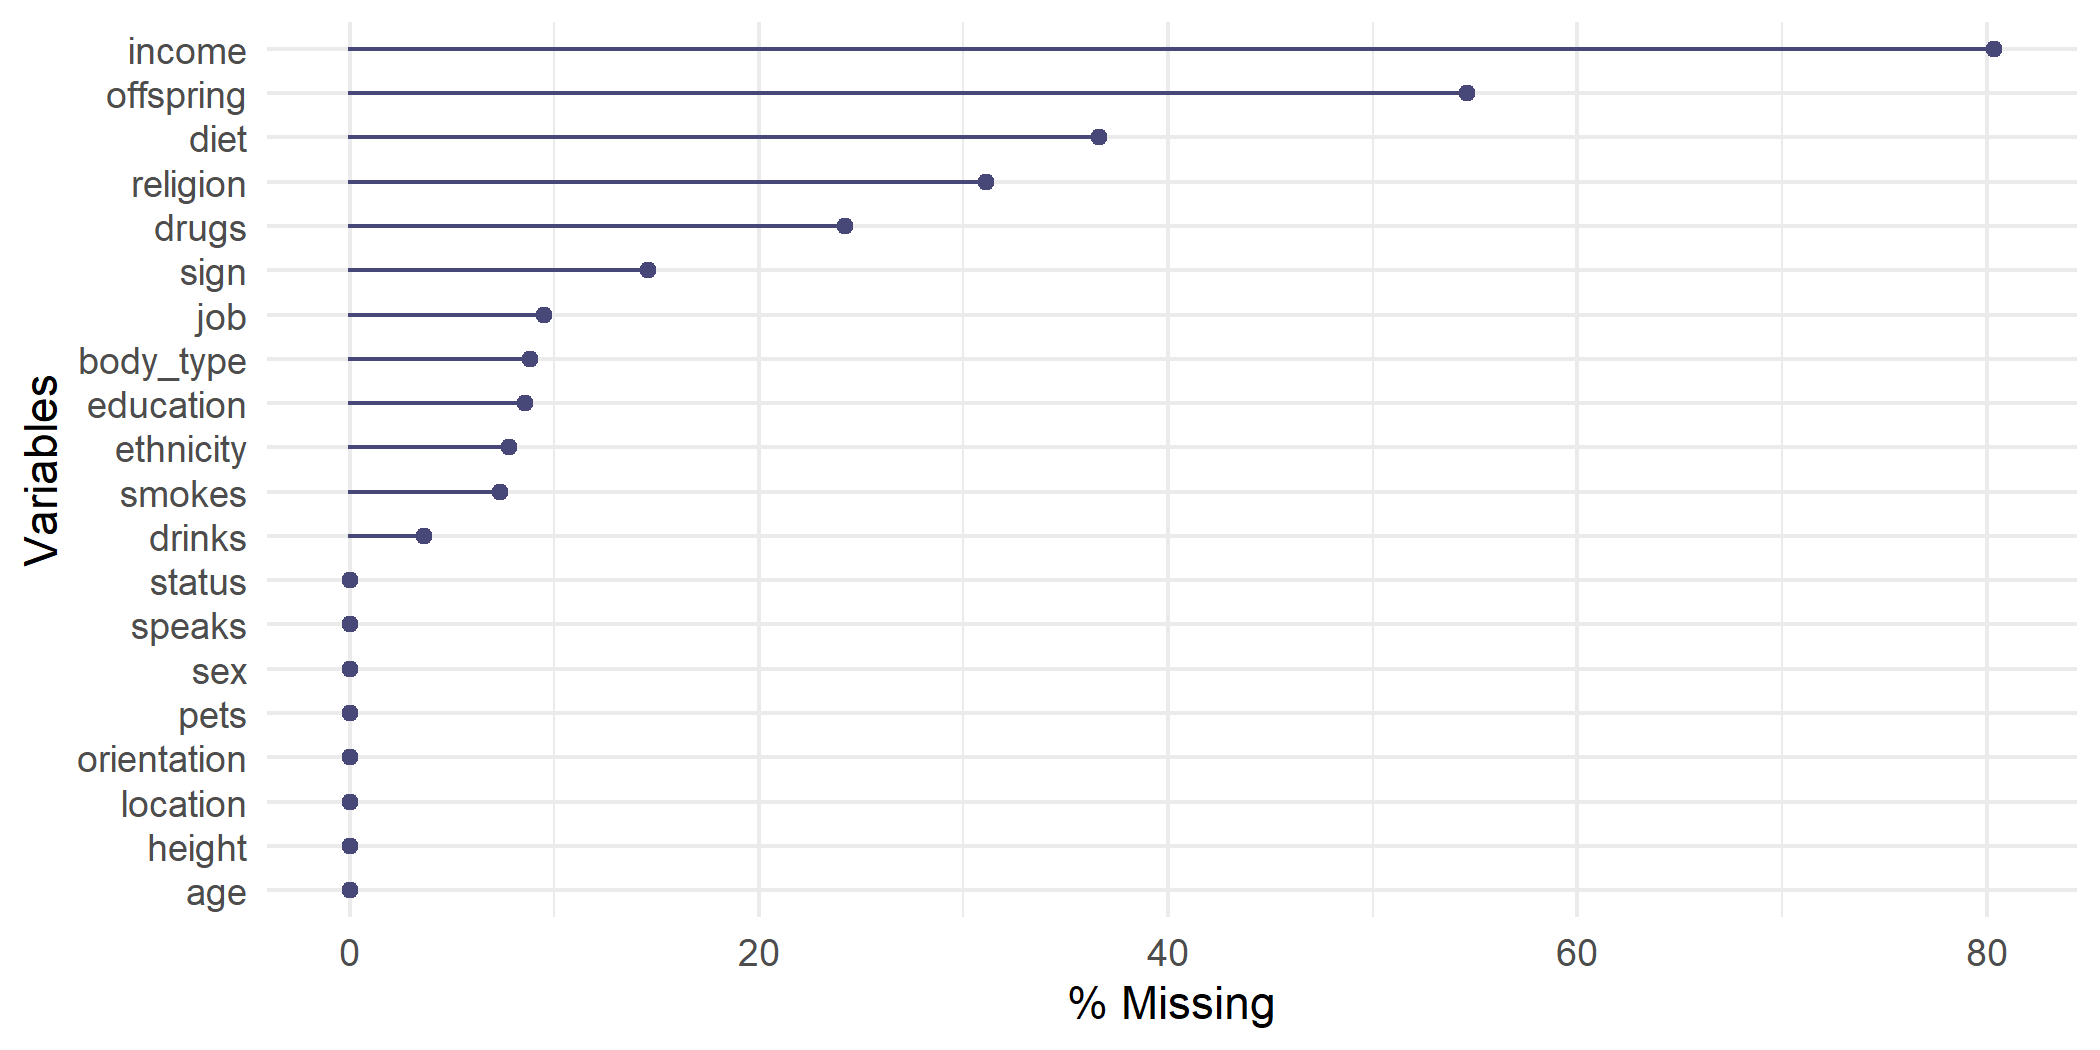 income
offspring
diet
religion
drugs
sign
job
body_type
education
ethnicity
smokes
drinks
status
speaks
sex
pets
orientation
location
height
age
Variables
0 20 40 60 80
% Missing